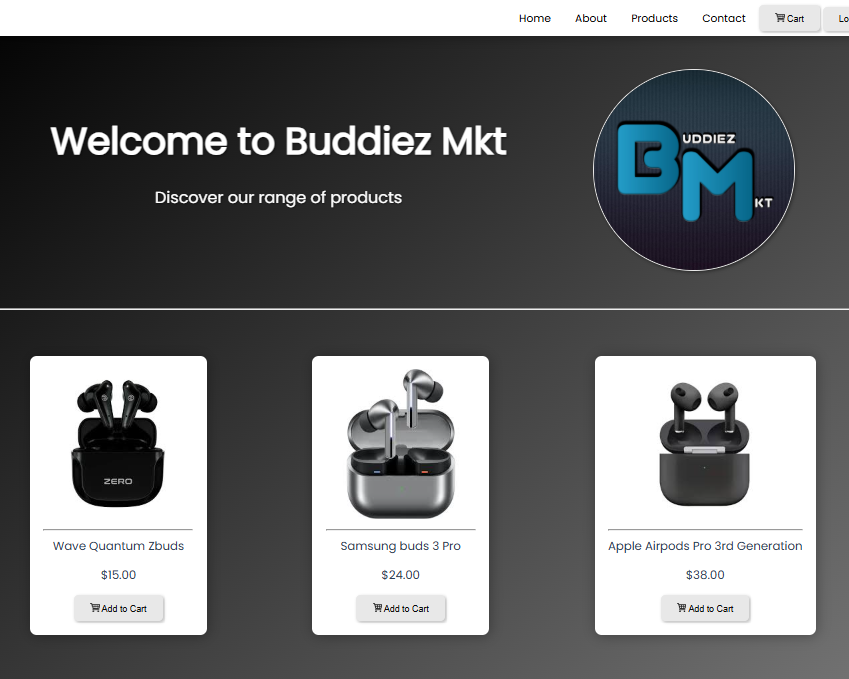 Home About Products Contact Cart Lo
Welcome to Buddiez Mkt
Discover our range of products
BUDDIEZ
MKT
ZERO
Wave Quantum Zbuds
$15.00
Add to Cart
Samsung buds 3 Pro
$24.00
Add to Cart
Apple Airpods Pro 3rd Generation
$38.00
Add to Cart